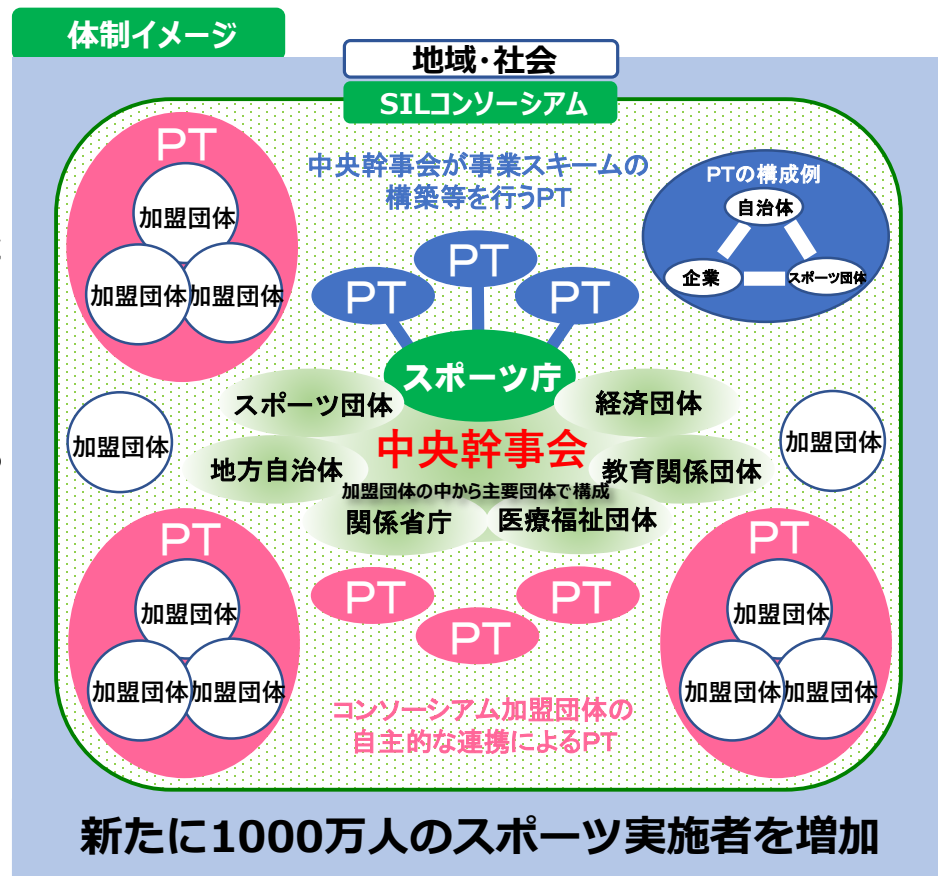 体制イメージ
地域・社会
SILコンソーシアム
PT
加盟団体
加盟団体
加盟団体
中央幹事会が事業スキームの
構築等を行うPT
PTの構成例
自治体
企業
スポーツ団体
PT
PT
PT
スポーツ庁
スポーツ団体
経済団体
加盟団体
中央幹事会
加盟団体
地方自治体
教育関係団体
加盟団体の中から主要団体で構成
関係省庁
医療福祉団体
PT
加盟団体
加盟団体
加盟団体
PT
PT
PT
PT
加盟団体
加盟団体
加盟団体
コンソーシアム加盟団体の
自主的な連携によるPT
新たに1000万人のスポーツ実施者を増加